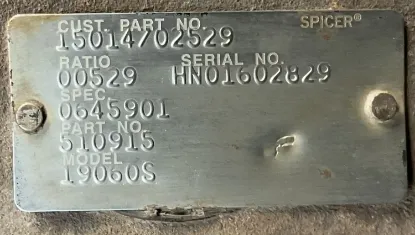 CUST. PART NO. SPICER®
15014702529
RATIO SERIAL NO.
00529 HN01602829
SPEC.
0645901
PART NO.
510915
MODEL
19060S